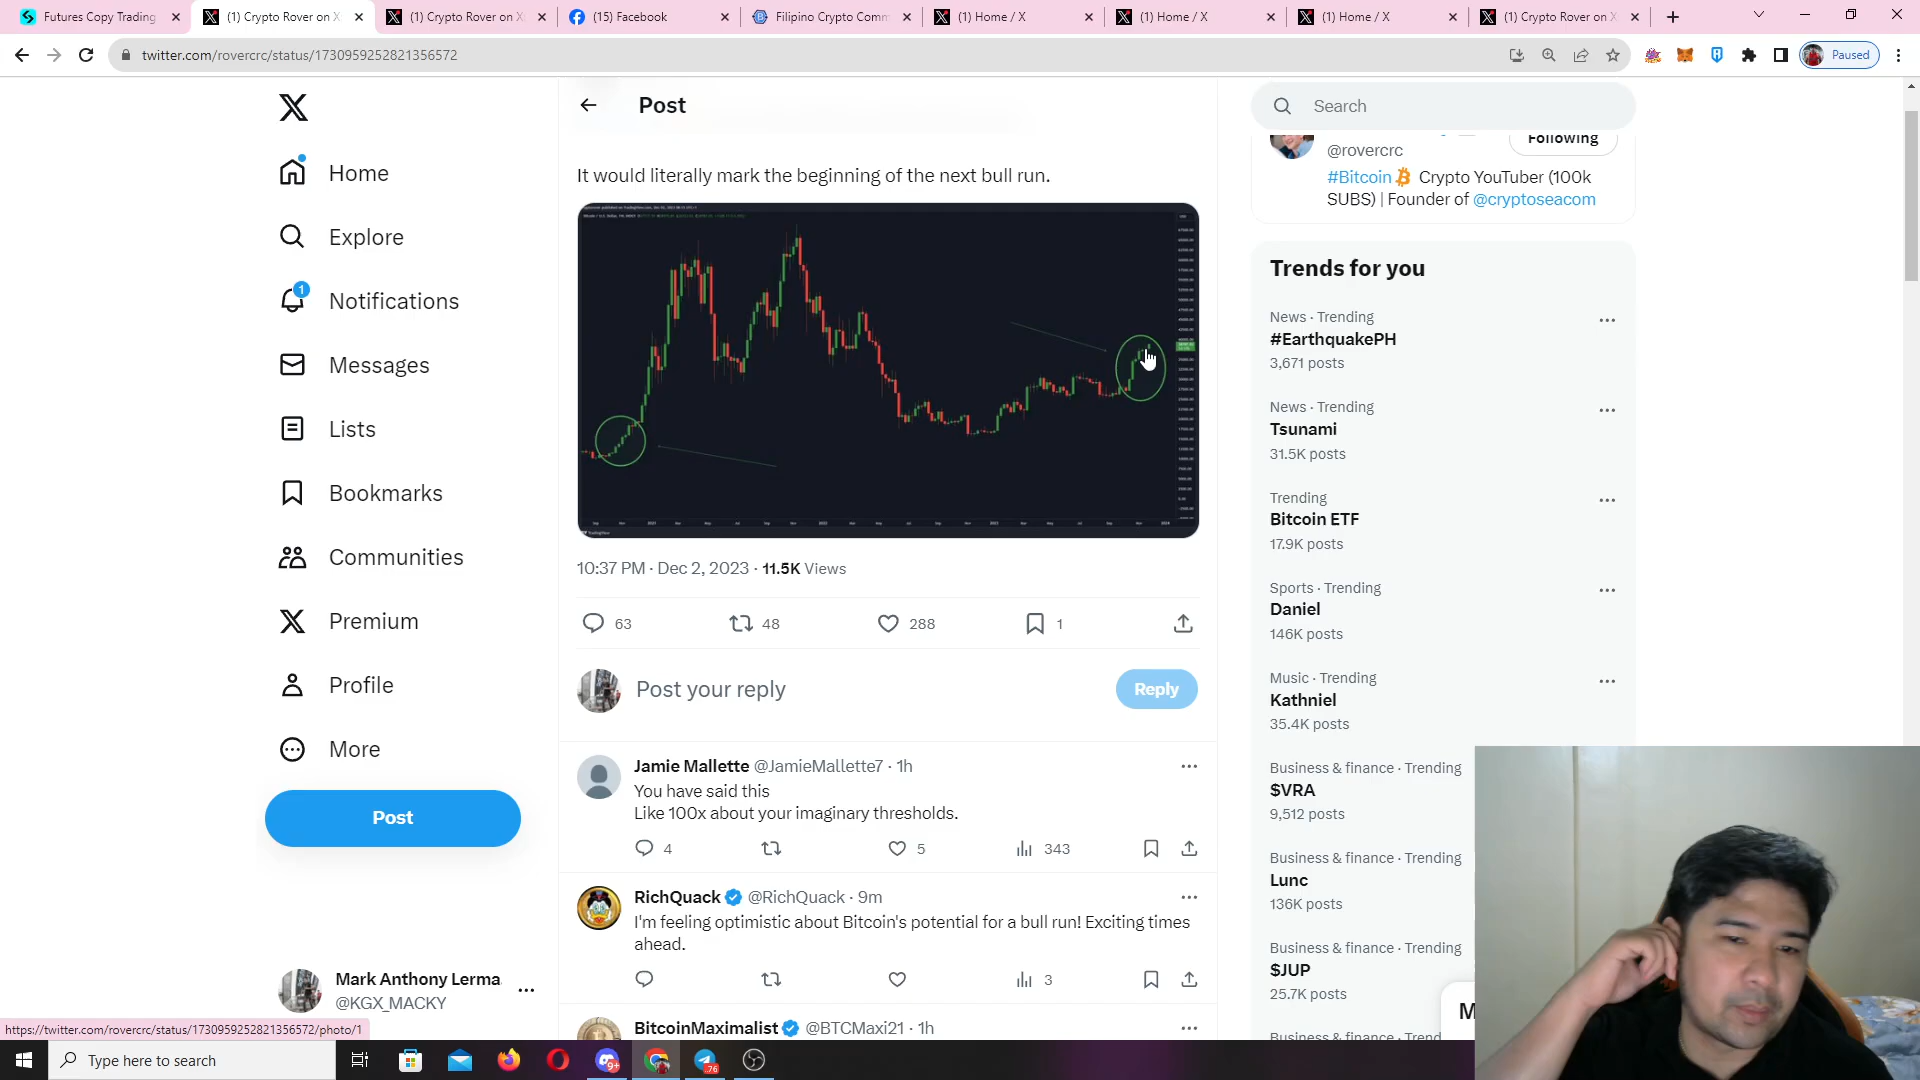 Futures Copy Trading
(1) Crypto Rover on X
(1) Crypto Rover on X
(15) Facebook
Filipino Crypto Comm
(1) Home / X
(1) Home / X
(1) Home / X
(1) Crypto Rover on X
twitter.com/rovercrc/status/1730959252821356572
Paused
Home
Explore
1
Notifications
Messages
Lists
Bookmarks
Communities
Premium
Profile
More
Post
Mark Anthony Lerma
@KGX_MACKY
Post
It would literally mark the beginning of the next bull run.
10:37 PM · Dec 2, 2023 · 11.5K Views
63
48
288
1
Post your reply
Reply
Jamie Mallette @JamieMallette7 · 1h
You have said this
Like 100x about your imaginary thresholds.
4
5
343
RichQuack @RichQuack · 9m
I'm feeling optimistic about Bitcoin's potential for a bull run! Exciting times
ahead.
3
BitcoinMaximalist @BTCMaxi21 · 1h
Search
Following
@rovercrc
#Bitcoin Crypto YouTuber (100k
SUBS) | Founder of @cryptoseacom
Trends for you
News · Trending
#EarthquakePH
3,671 posts
News · Trending
Tsunami
31.5K posts
Trending
Bitcoin ETF
17.9K posts
Sports · Trending
Daniel
146K posts
Music · Trending
Kathniel
35.4K posts
Business & finance · Trending
$VRA
9,512 posts
Business & finance · Trending
Lunc
136K posts
Business & finance · Trending
$JUP
25.7K posts
Business & finance · Trend
M
https://twitter.com/rovercrc/status/1730959252821356572/photo/1
Type here to search
9+
76